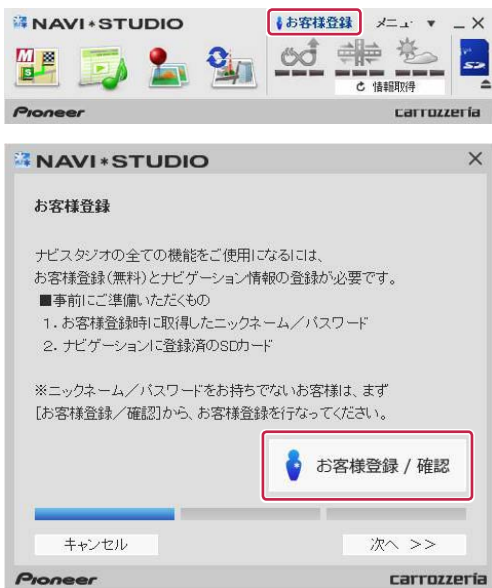 NAVI*STUDIO
お客様登録
メニュー ▼
情報取得
SD
Pioneer
carrozzeria
NAVI*STUDIO
お客様登録
ナビスタジオの全ての機能をご使用になるには、
お客様登録(無料)とナビゲーション情報の登録が必要です。
■事前にご準備いただくもの
1. お客様登録時に取得したニックネーム／パスワード
2. ナビゲーションに登録済のSDカード
※ニックネーム／パスワードをお持ちでないお客様は、まず
[お客様登録／確認]から、お客様登録を行なってください。
お客様登録 / 確認
キャンセル
次へ >>
Pioneer
carrozzeria